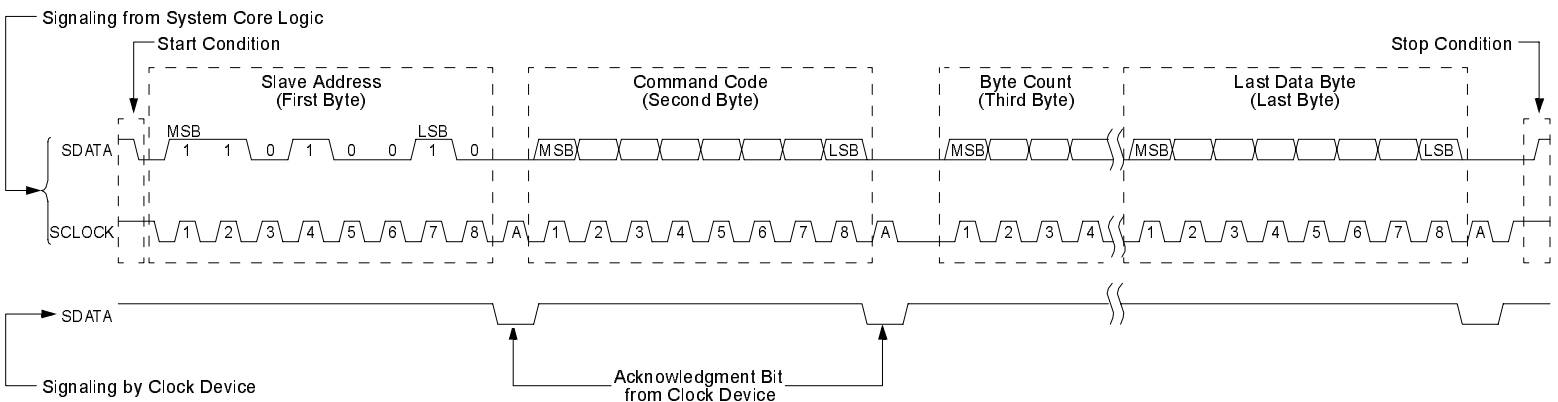 Signaling from System Core Logic
Start Condition
Stop Condition
Slave Address
(First Byte)
Command Code
(Second Byte)
Byte Count
(Third Byte)
Last Data Byte
(Last Byte)
MSB LSB
SDATA 1 1 0 1 0 0 1 0 MSB LSB MSB MSB LSB
SCLOCK 1 2 3 4 5 6 7 8 A 1 2 3 4 5 6 7 8 A 1 2 3 4 1 2 3 4 5 6 7 8 A
SDATA
Signaling by Clock Device
Acknowledgment Bit
from Clock Device